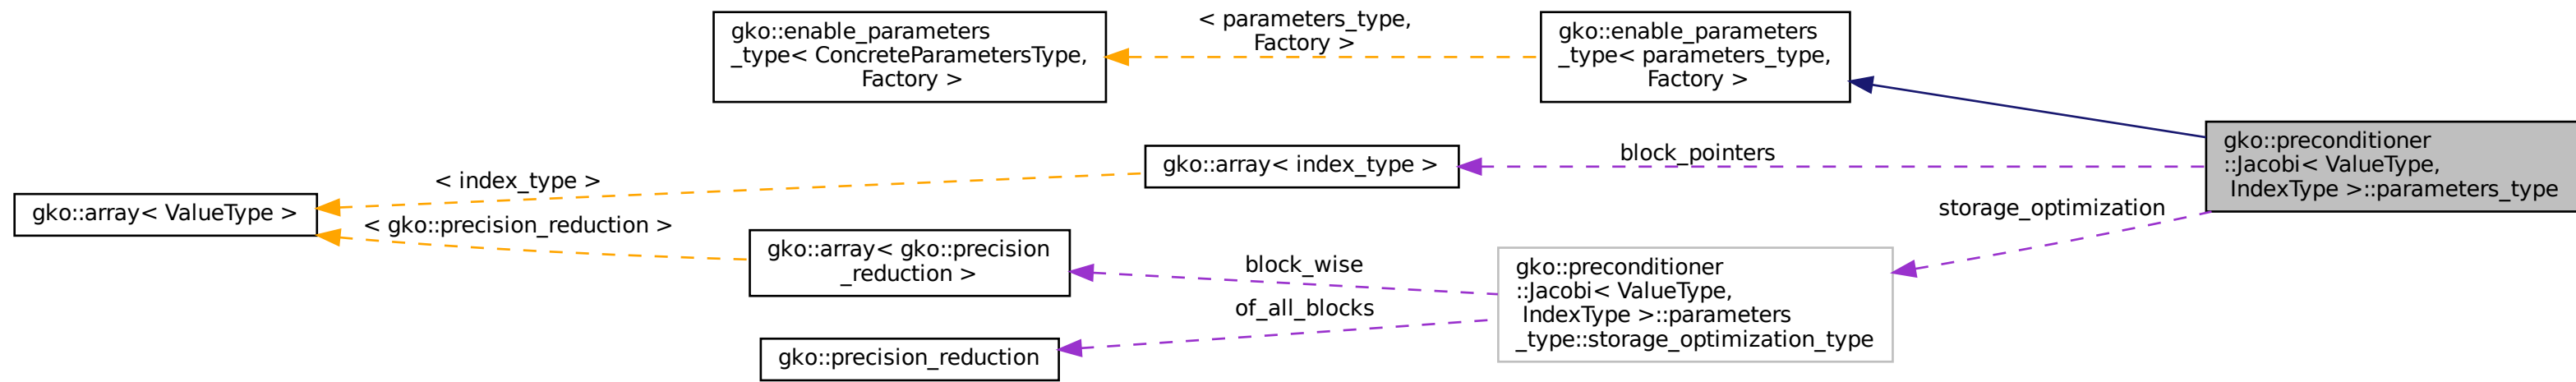 gko::enable_parameters
_type< ConcreteParametersType,
Factory >
< parameters_type,
Factory >
gko::enable_parameters
_type< parameters_type,
Factory >
gko::preconditioner
::Jacobi< ValueType,
IndexType >::parameters_type
block_pointers
gko::array< index_type >
< index_type >
gko::array< ValueType >
< gko::precision_reduction >
gko::array< gko::precision
_reduction >
storage_optimization
block_wise
of_all_blocks
gko::preconditioner
::Jacobi< ValueType,
IndexType >::parameters
_type::storage_optimization_type
gko::precision_reduction